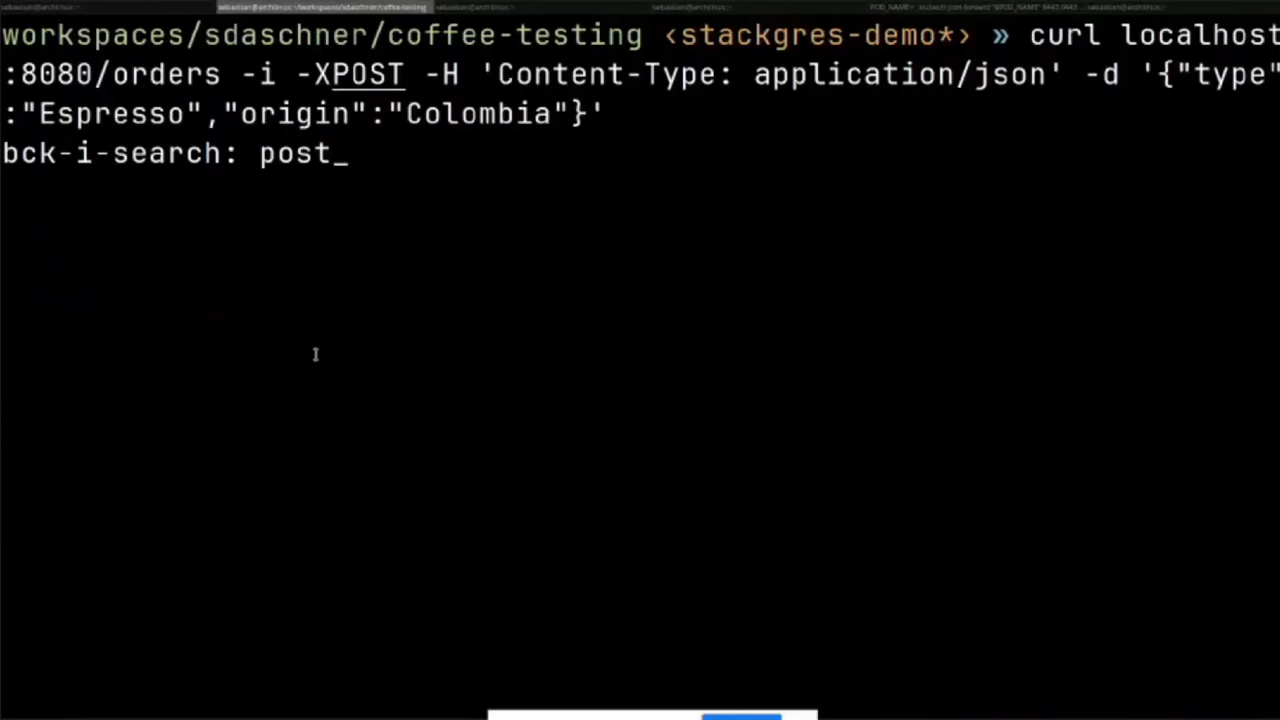 workspaces/sdaschner/coffee-testing ‹stackgres-demo*› » curl localhost
:8080/orders -i -XPOST -H 'Content-Type: application/json' -d '{"type"
:"Espresso","origin":"Colombia"}'
bck-i-search: post_